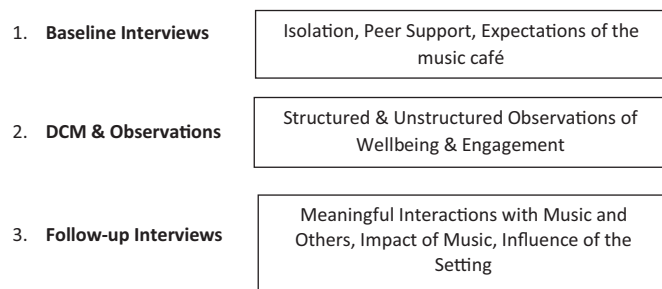 1. Baseline Interviews
Isolation, Peer Support, Expectations of the
music café
2. DCM & Observations
Structured & Unstructured Observations of
Wellbeing & Engagement
3. Follow-up Interviews
Meaningful Interactions with Music and
Others, Impact of Music, Influence of the
Setting